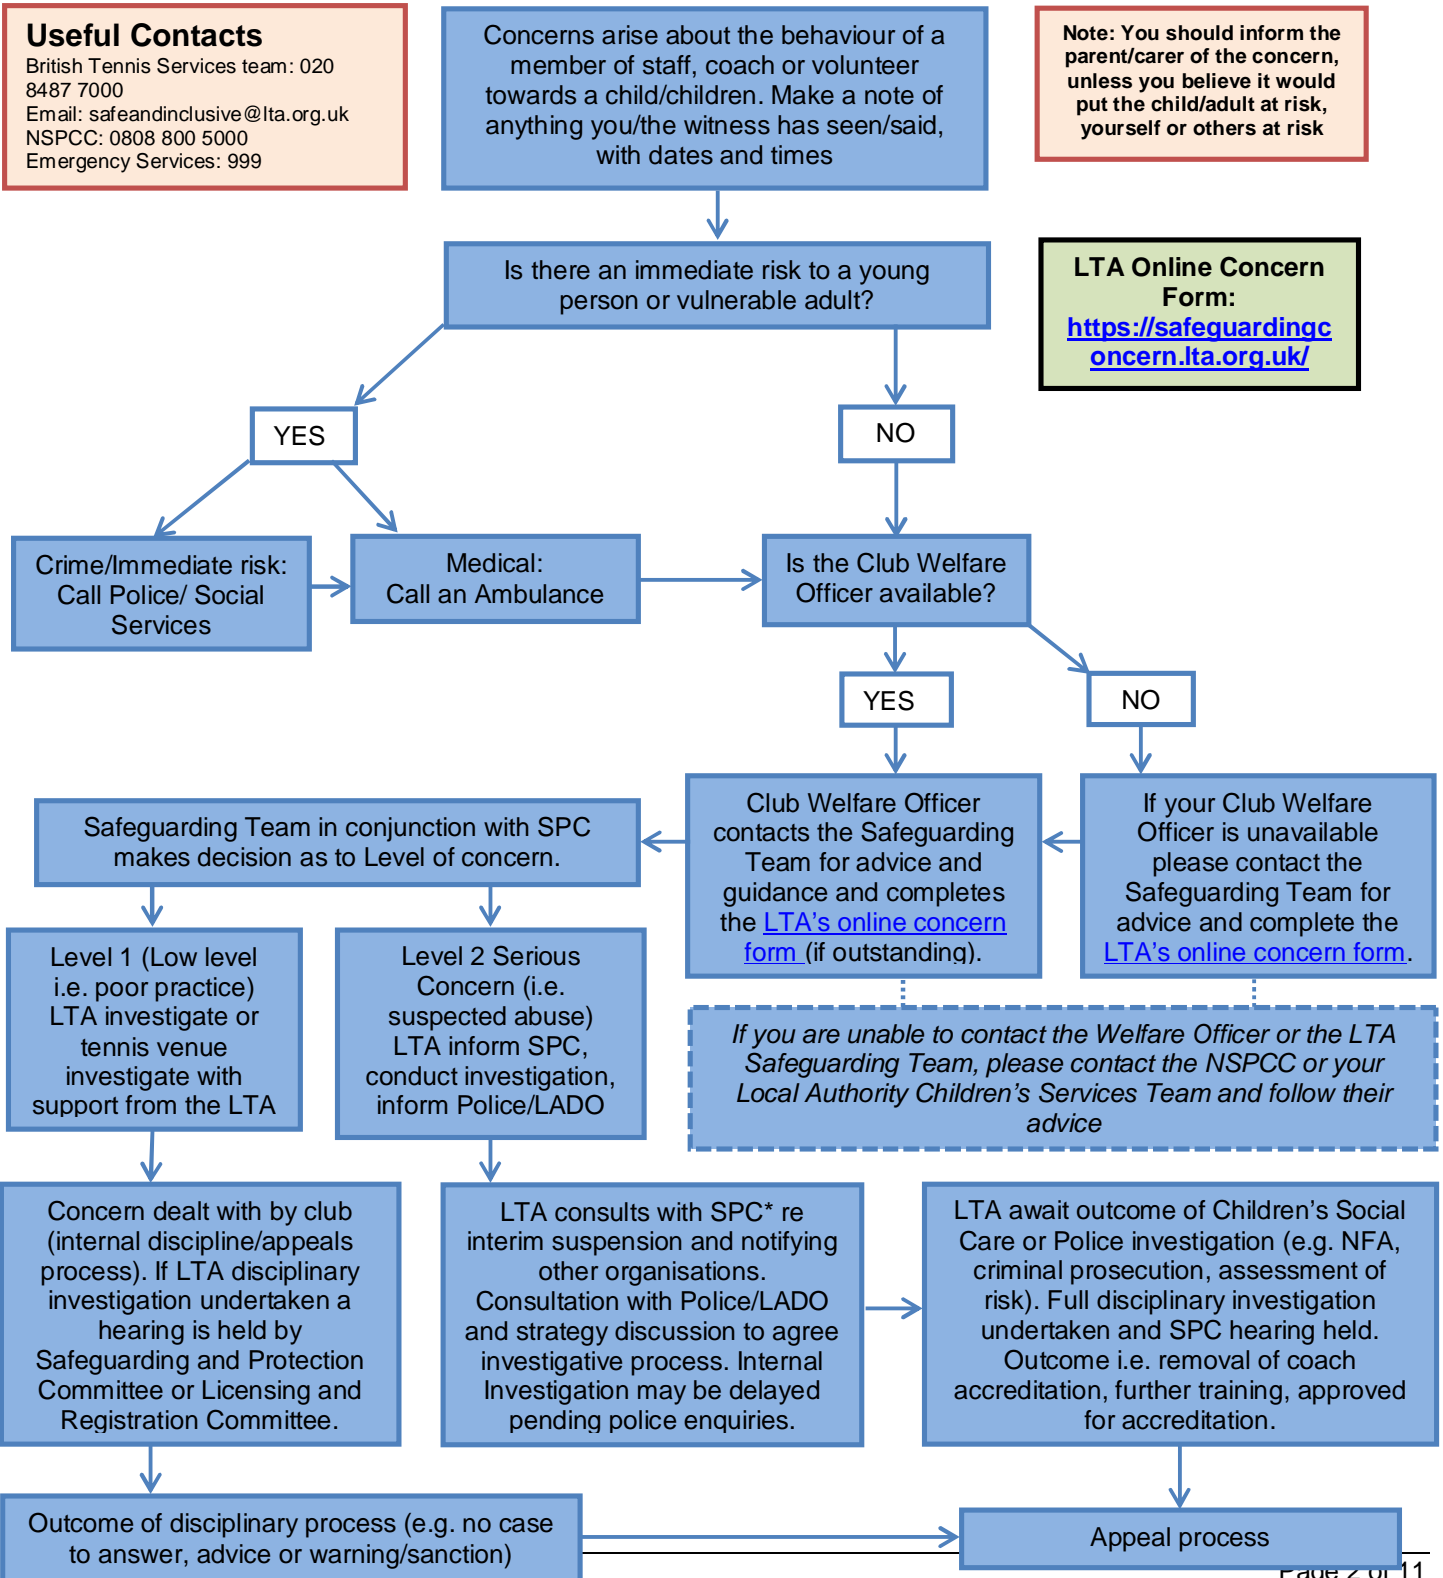 Useful Contacts
British Tennis Services team: 020
8487 7000
Email: safeandinclusive@lta.org.uk
NSPCC: 0808 800 5000
Emergency Services: 999
Concerns arise about the behaviour of a
member of staff, coach or volunteer
towards a child/children. Make a note of
anything you/the witness has seen/said,
with dates and times
Note: You should inform the
parent/carer of the concern,
unless you believe it would
put the child/adult at risk,
yourself or others at risk
Is there an immediate risk to a young
person or vulnerable adult?
LTA Online Concern
Form:
https://safeguardingc
oncern.lta.org.uk/
YES
NO
Crime/Immediate risk:
Call Police/ Social
Services
Medical:
Call an Ambulance
Is the Club Welfare
Officer available?
YES
NO
Safeguarding Team in conjunction with SPC
makes decision as to Level of concern.
Club Welfare Officer
contacts the Safeguarding
Team for advice and
guidance and completes
the LTA's online concern
form (if outstanding).
If your Club Welfare
Officer is unavailable
please contact the
Safeguarding Team for
advice and complete the
LTA's online concern form.
Level 1 (Low level
i.e. poor practice)
LTA investigate or
tennis venue
investigate with
support from the LTA
Level 2 Serious
Concern (i.e.
suspected abuse)
LTA inform SPC,
conduct investigation,
inform Police/LADO
If you are unable to contact the Welfare Officer or the LTA
Safeguarding Team, please contact the NSPCC or your
Local Authority Children's Services Team and follow their
advice
Concern dealt with by club
(internal discipline/appeals
process). If LTA disciplinary
investigation undertaken a
hearing is held by
Safeguarding and Protection
Committee or Licensing and
Registration Committee.
LTA consults with SPC* re
interim suspension and notifying
other organisations.
Consultation with Police/LADO
and strategy discussion to agree
investigative process. Internal
Investigation may be delayed
pending police enquiries.
LTA await outcome of Children's Social
Care or Police investigation (e.g. NFA,
criminal prosecution, assessment of
risk). Full disciplinary investigation
undertaken and SPC hearing held.
Outcome i.e. removal of coach
accreditation, further training, approved
for accreditation.
Outcome of disciplinary process (e.g. no case
to answer, advice or warning/sanction)
Appeal process
Page 2 of 11